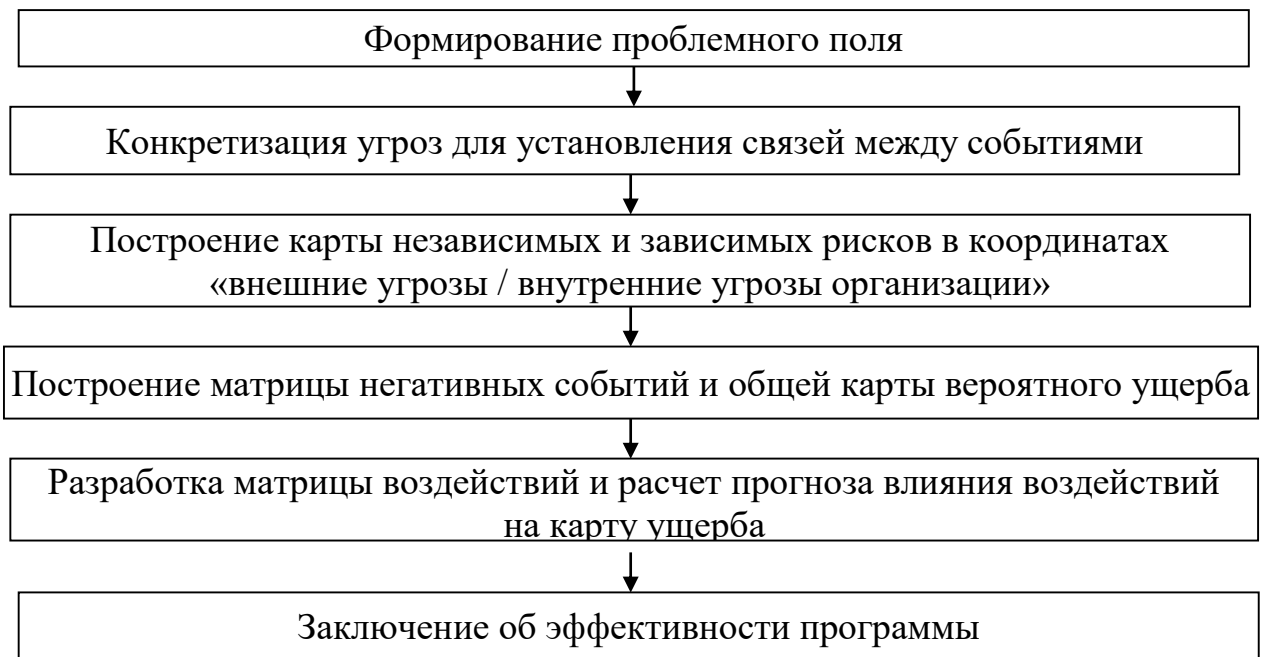 Формирование проблемного поля
Конкретизация угроз для установления связей между событиями
Построение карты независимых и зависимых рисков в координатах
«внешние угрозы / внутренние угрозы организации»
Построение матрицы негативных событий и общей карты вероятного ущерба
Разработка матрицы воздействий и расчет прогноза влияния воздействий
на карту ущерба
Заключение об эффективности программы